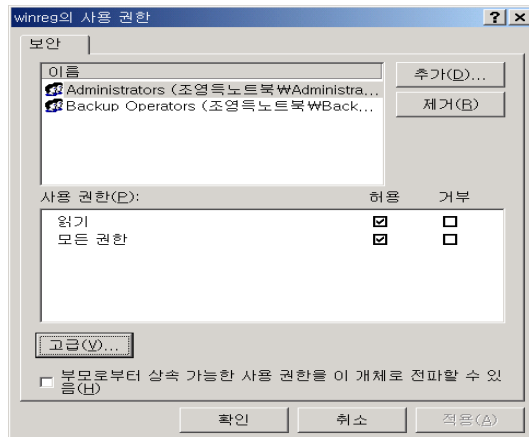 winreg의 사용 권한
보안
이름
Administrators (조영득노트북₩Administra...
Backup Operators (조영득노트북₩Back...
추가(D)...
제거(R)
사용 권한(P):
허용
거부
읽기
모든 권한
고급(V)...
부모로부터 상속 가능한 사용 권한을 이 개체로 전파할 수 있
음(H)
확인
취소
적용(A)